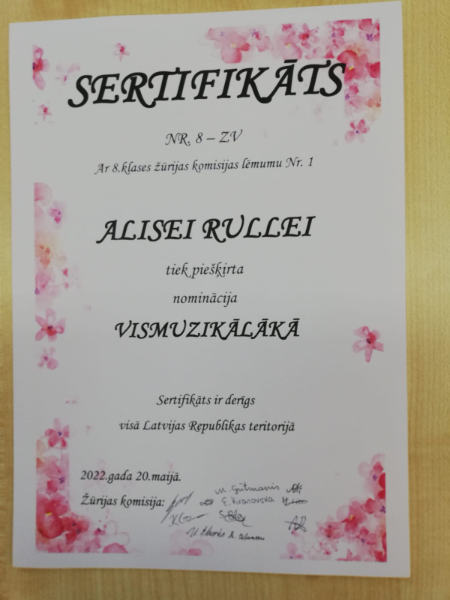 SERTIFIKĀTS
NR. 8 – ZV
Ar 8.klases žūrijas komisijas lēmumu Nr. 1
ALISEI RULLEI
tiek piešķirta
nominācija
VISMUZIKĀLĀKĀ
Sertifikāts ir derīgs
visā Latvijas Republikas teritorijā
2022.gada 20.maijā.
Žūrijas komisija: